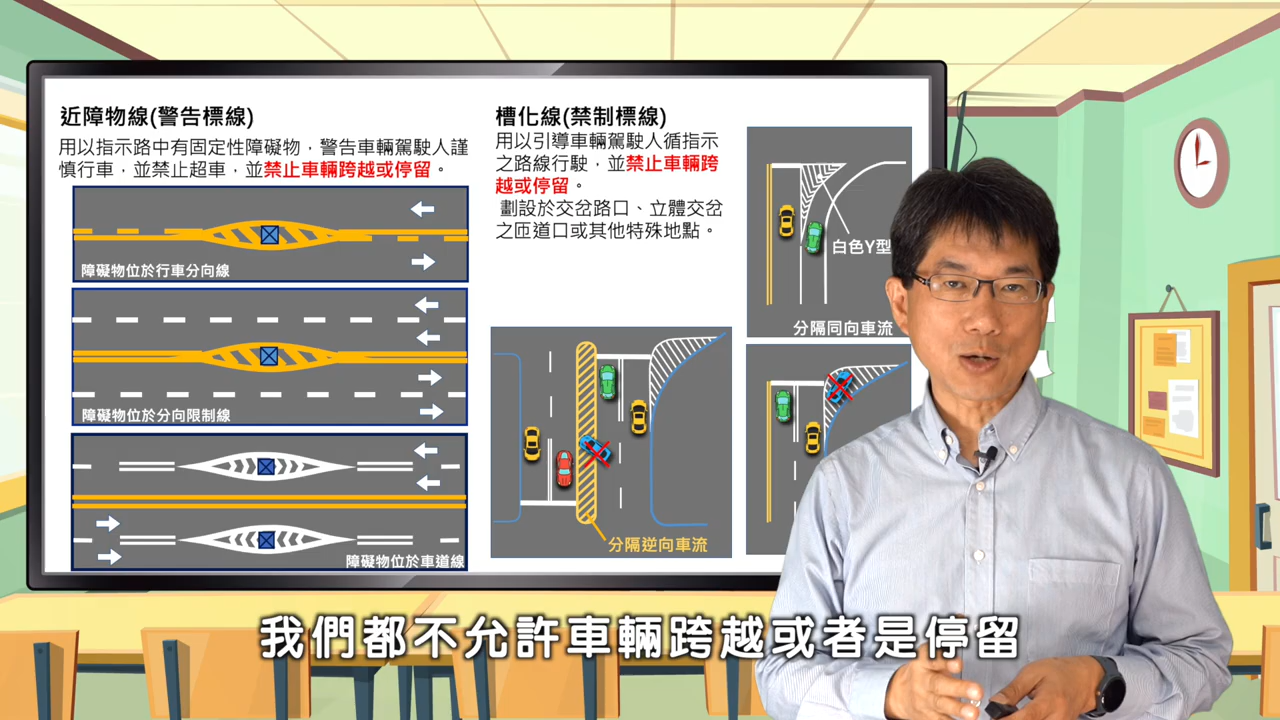 近障物線(警告標線)
用以指示路中有固定性障礙物，警告車輛駕駛人謹
慎行車，並禁止超車，並禁止車輛跨越或停留。
障礙物位於行車分向線
障礙物位於分向限制線
障礙物位於車道線
槽化線(禁制標線)
用以引導車輛駕駛人循指示
之路線行駛，並禁止車輛跨
越或停留。
劃設於交岔路口、立體交岔
之匝道口或其他特殊地點。
分隔逆向車流
白色Y型
分隔同向車流
我們都不允許車輛跨越或者是停留